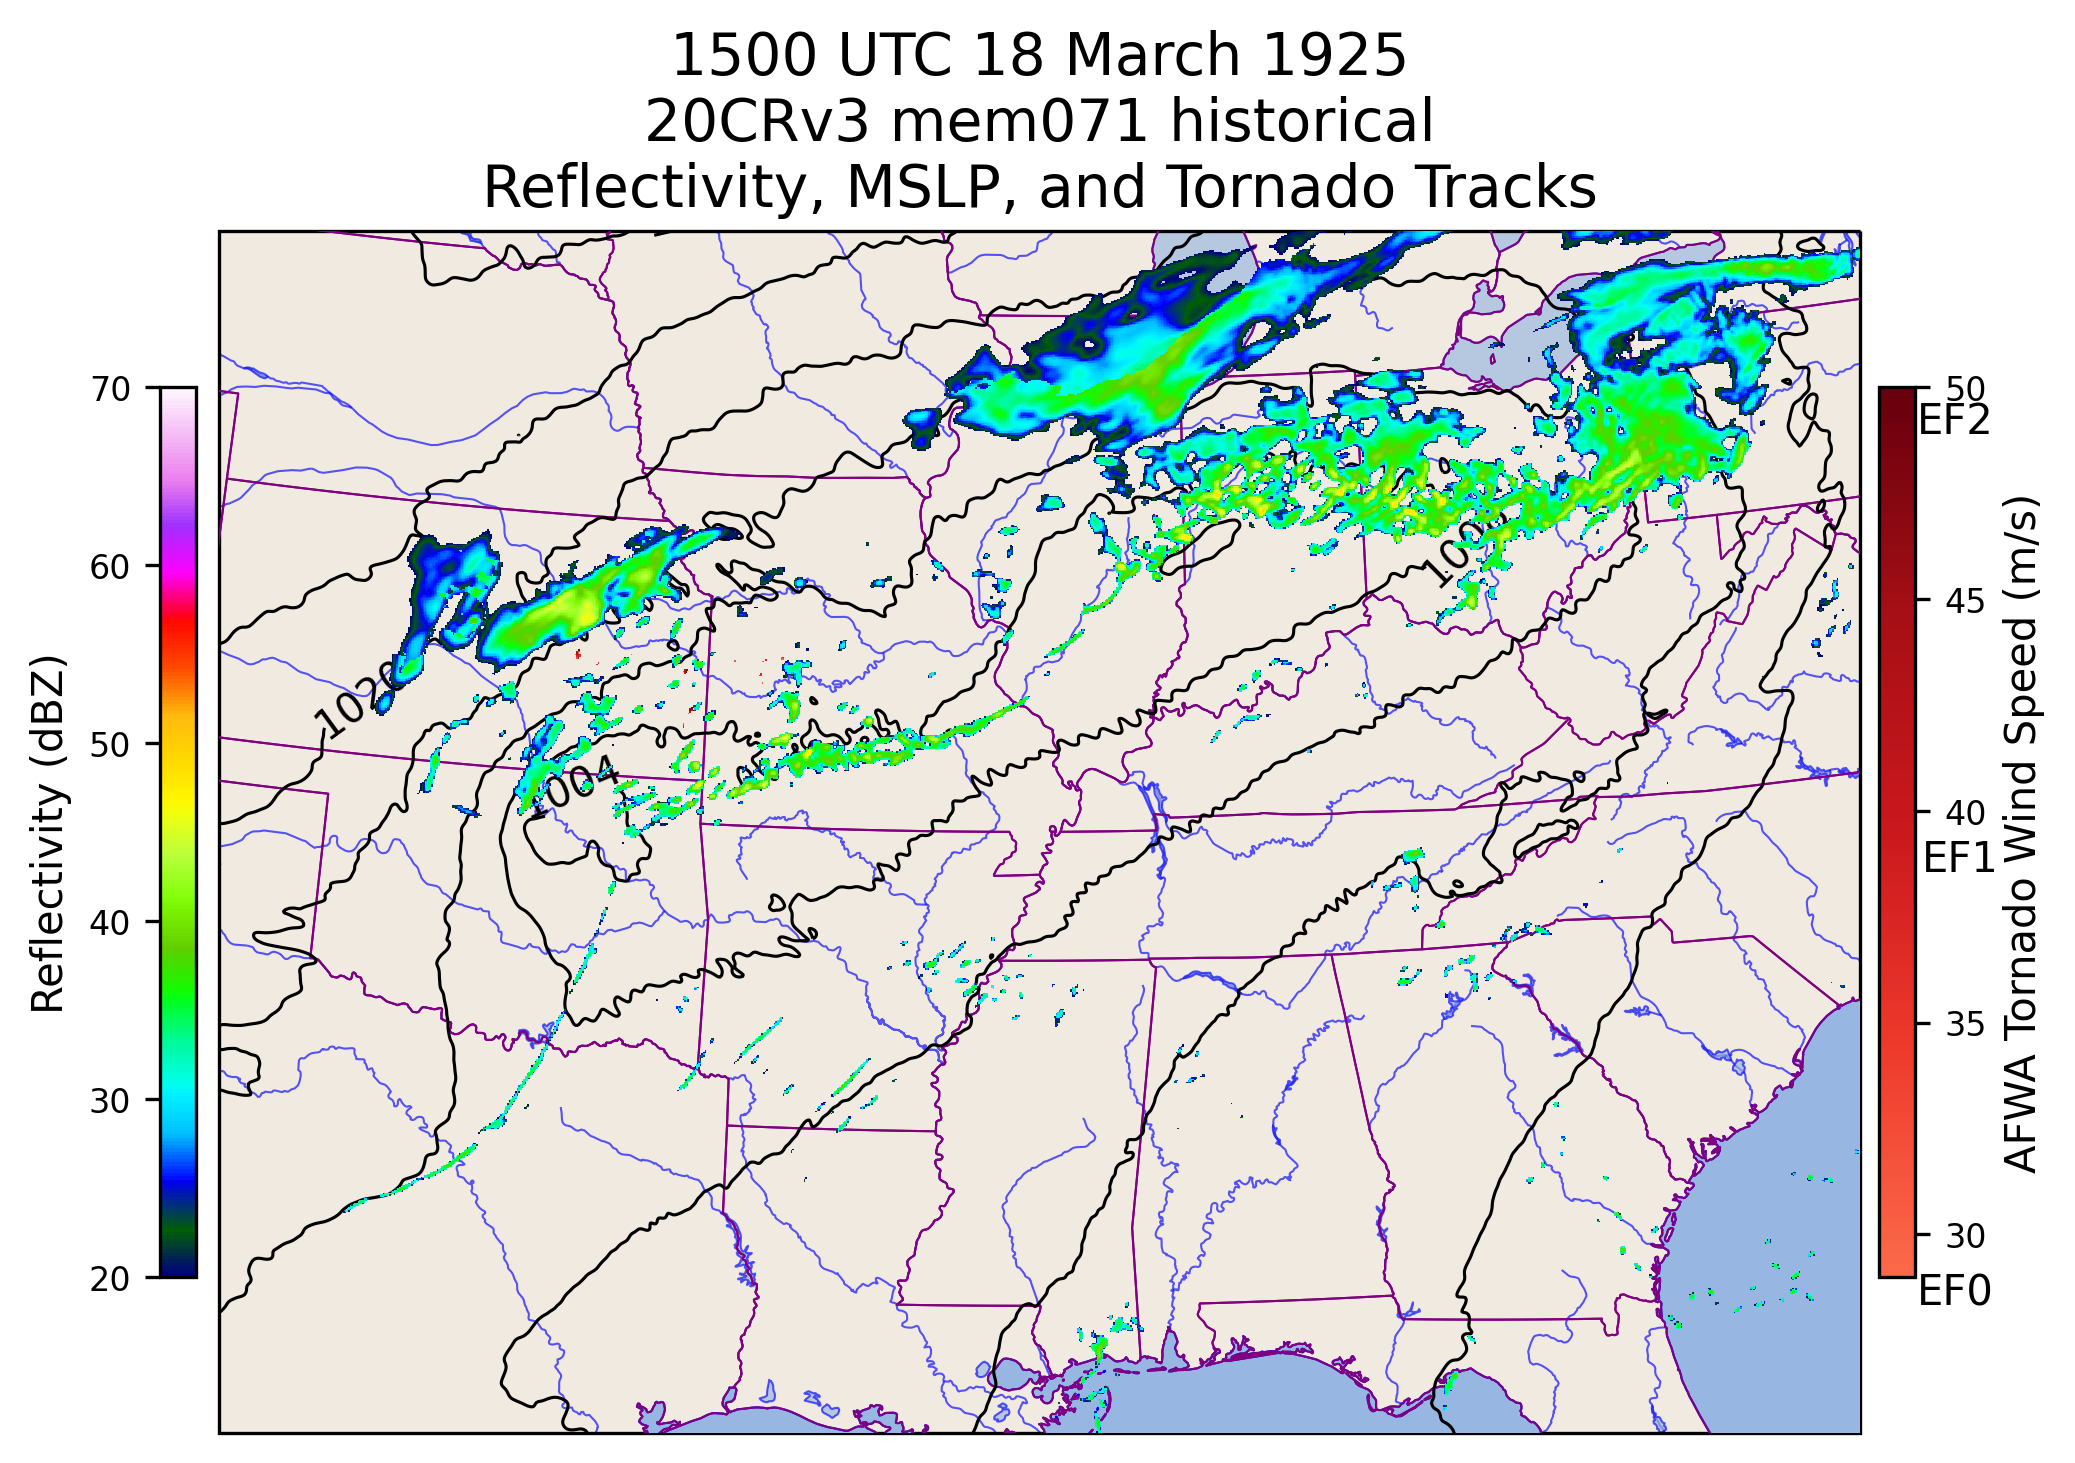 1500 UTC 18 March 1925
20CRv3 mem071 historical
Reflectivity, MSLP, and Tornado Tracks
Reflectivity (dBZ)
70
60
50
40
30
20
1020
1004
AFWA Tornado Wind Speed (m/s)
50
EF2
45
40
EF1
35
30
EF0